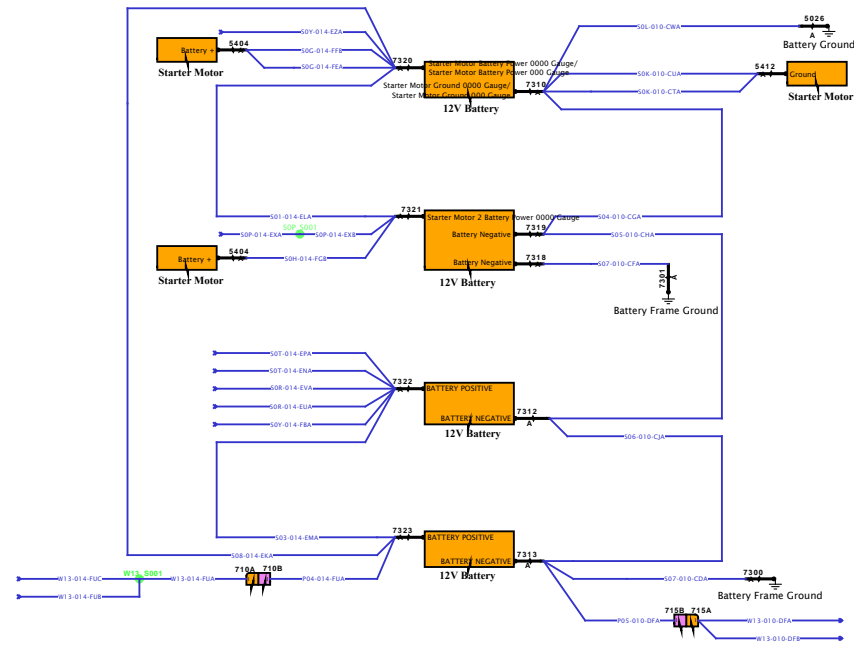 S0L-010-CWA
5026
A
Battery Ground
S0Y-014-EZA
Battery +
5404
S0G-014-FFB
S0G-014-FEA
Starter Motor
7320
Starter Motor Battery Power 0000 Gauge/
Starter Motor Battery Power 000 Gauge
Starter Motor Ground 0000 Gauge/
Starter Motor Ground 000 Gauge
7310
12V Battery
S0K-010-CUA
5412
Ground
S0K-010-CTA
Starter Motor
S01-014-ELA
7321
Starter Motor 2 Battery Power 0000 Gauge
S04-010-CGA
S0P_S001
S0P-014-EXA
S0P-014-EXB
Battery Negative
7319
S05-010-CHA
Battery +
5404
S0H-014-FGB
Battery Negative
7318
S07-010-CFA
7301
A
Starter Motor
12V Battery
Battery Frame Ground
S0T-014-EPA
S0T-014-ENA
S0R-014-EVA
7322
BATTERY POSITIVE
S0R-014-EUA
S0Y-014-FBA
BATTERY NEGATIVE
7312
A
12V Battery
S06-010-CJA
S03-014-EMA
7323
BATTERY POSITIVE
S08-014-EKA
BATTERY NEGATIVE
7313
A
12V Battery
W13_S001
W13-014-FUC
W13-014-FUA
710A
710B
P04-014-FUA
W13-014-FUB
S07-010-CDA
7300
Battery Frame Ground
P05-010-DFA
715B
715A
W13-010-DFA
W13-010-DFB